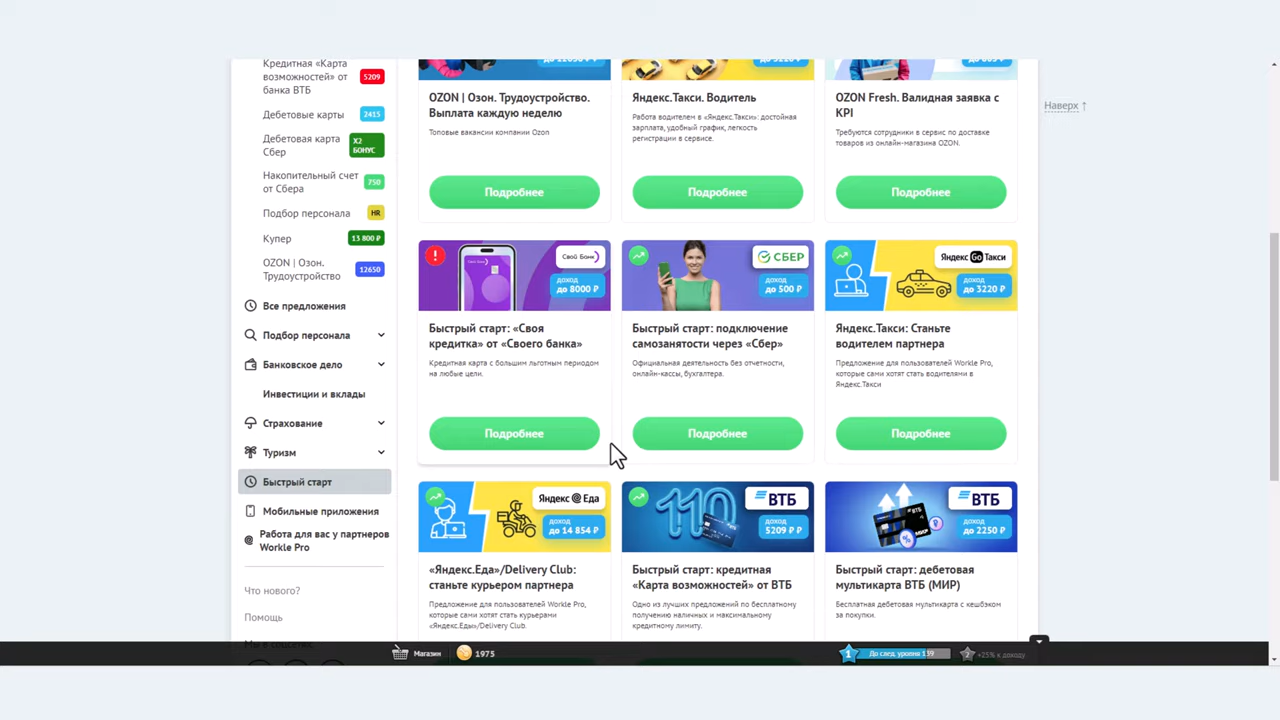 Кредитная «Карта
возможностей» от
банка ВТБ
5209
Дебетовые карты
2415
Дебетовая карта
Сбер
X2
БОНУС
Накопительный счет
от Сбера
750
Подбор персонала
HR
Купер
13 800 ₽
OZON | Озон.
Трудоустройство
12650
Все предложения
Подбор персонала
Банковское дело
Инвестиции и вклады
Страхование
Туризм
Быстрый старт
Мобильные приложения
Работа для вас у партнеров
Workle Pro
Что нового?
Помощь
OZON | Озон. Трудоустройство.
Выплата каждую неделю
Топовые вакансии компании Ozon
Подробнее
Яндекс.Такси. Водитель
Работа водителем в «Яндекс.Такси»: достойная
зарплата, удобный график, легкость
регистрации в сервисе.
Подробнее
OZON Fresh. Валидная заявка с
KPI
Требуются сотрудники в сервис по доставке
товаров из онлайн-магазина OZON.
Подробнее
Свой Банк
доход
до 8000 ₽
Быстрый старт: «Своя
кредитка» от «Своего банка»
Кредитная карта с большим льготным периодом
на любые цели.
Подробнее
СБЕР
доход
до 500 ₽
Быстрый старт: подключение
самозанятости через «Сбер»
Официальная деятельность без отчетности,
онлайн-кассы, бухгалтера.
Подробнее
Яндекс Go Такси
доход
до 3220 ₽
Яндекс.Такси: Станьте
водителем партнера
Предложение для пользователей Workle Pro,
которые сами хотят стать водителями в
Яндекс.Такси
Подробнее
Яндекс Еда
доход
до 14 854 ₽
«Яндекс.Еда»/Delivery Club:
станьте курьером партнера
Предложение для пользователей Workle Pro,
которые сами хотят стать курьерами
«Яндекс.Еды»/Delivery Club.
110
ВТБ
доход
5209 ₽ ₽
Быстрый старт: кредитная
«Карта возможностей» от ВТБ
Одно из лучших предложений по бесплатному
получению наличных и максимальному
кредитному лимиту.
ВТБ
доход
до 2250 ₽
Быстрый старт: дебетовая
мультикарта ВТБ (МИР)
Бесплатная дебетовая мультикарта с кешбэком
за покупки.
Наверх ↑
Магазин
1975
1
До след. уровня 139
2
+25% к доходу